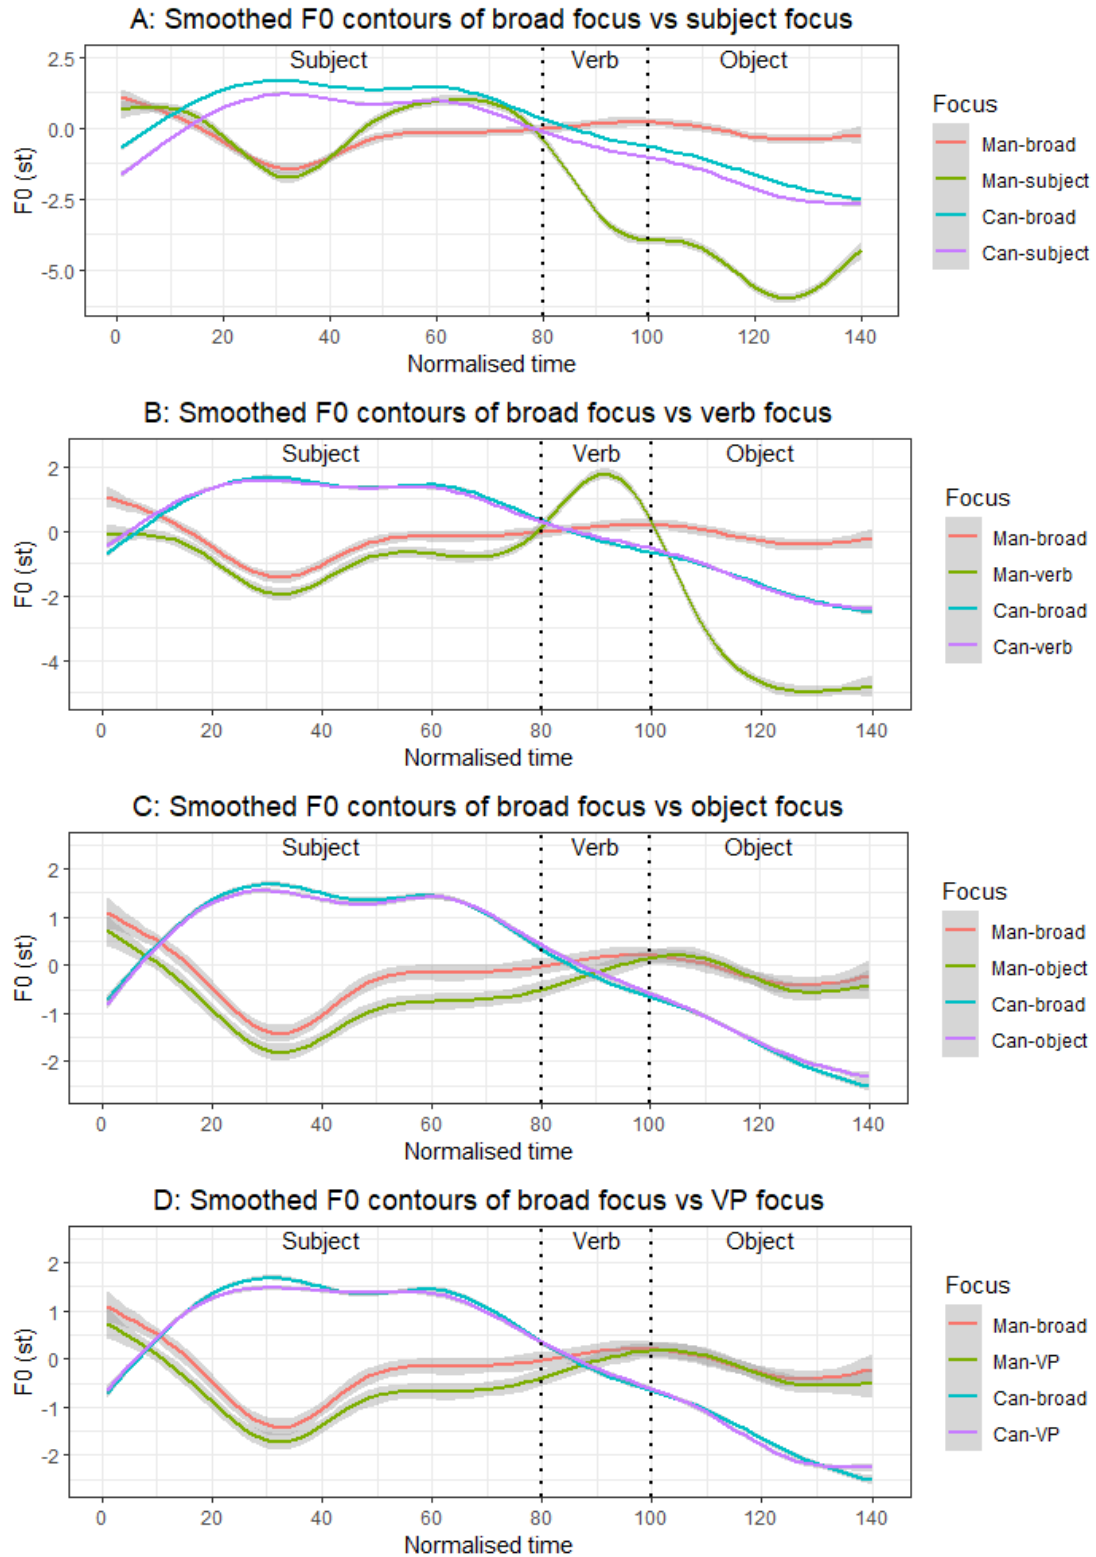 A: Smoothed F0 contours of broad focus vs subject focus
Subject Verb Object
2.5
0.0
-2.5
-5.0
F0 (st)
0 20 40 60 80 100 120 140
Normalised time
Focus
Man-broad
Man-subject
Can-broad
Can-subject
B: Smoothed F0 contours of broad focus vs verb focus
Subject Verb Object
2
0
-2
-4
F0 (st)
0 20 40 60 80 100 120 140
Normalised time
Focus
Man-broad
Man-verb
Can-broad
Can-verb
C: Smoothed F0 contours of broad focus vs object focus
Subject Verb Object
2
1
0
-1
-2
F0 (st)
0 20 40 60 80 100 120 140
Normalised time
Focus
Man-broad
Man-object
Can-broad
Can-object
D: Smoothed F0 contours of broad focus vs VP focus
Subject Verb Object
2
1
0
-1
-2
F0 (st)
0 20 40 60 80 100 120 140
Normalised time
Focus
Man-broad
Man-VP
Can-broad
Can-VP